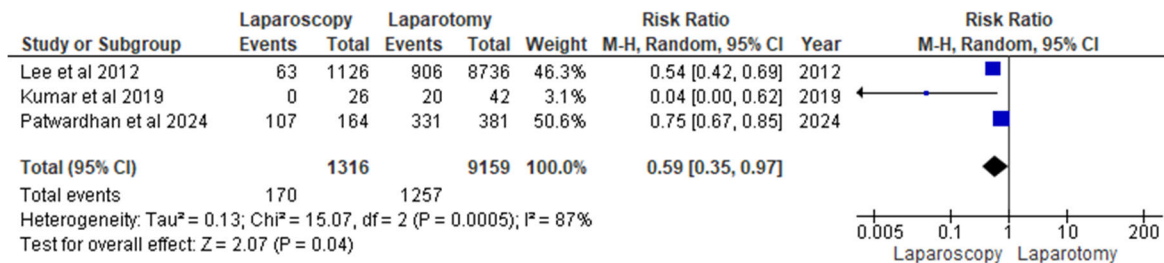 Laparoscopy Laparotomy Risk Ratio Risk Ratio
Study or Subgroup Events Total Events Total Weight M-H, Random, 95% CI Year M-H, Random, 95% CI
Lee et al 2012 63 1126 906 8736 46.3% 0.54 [0.42, 0.69] 2012
Kumar et al 2019 0 26 20 42 3.1% 0.04 [0.00, 0.62] 2019
Patwardhan et al 2024 107 164 331 381 50.6% 0.75 [0.67, 0.85] 2024
Total (95% CI) 1316 9159 100.0% 0.59 [0.35, 0.97]
Total events 170 1257
Heterogeneity: Tau² = 0.13; Chi² = 15.07, df = 2 (P = 0.0005); I² = 87%
Test for overall effect: Z = 2.07 (P = 0.04)
0.005 0.1 1 10 200
Laparoscopy Laparotomy